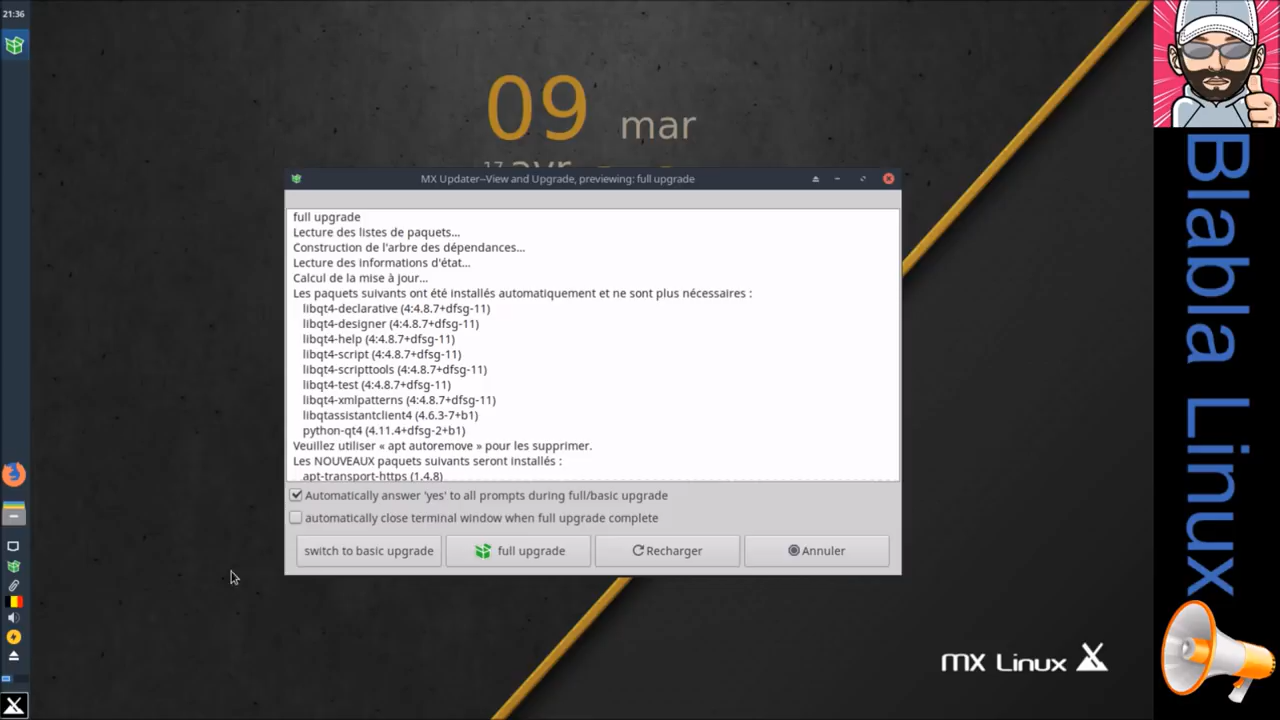 21:36
09 mar
17 avr
MX Updater--View and Upgrade, previewing: full upgrade
full upgrade
Lecture des listes de paquets...
Construction de l'arbre des dépendances...
Lecture des informations d'état...
Calcul de la mise à jour...
Les paquets suivants ont été installés automatiquement et ne sont plus nécessaires :
libqt4-declarative (4:4.8.7+dfsg-11)
libqt4-designer (4:4.8.7+dfsg-11)
libqt4-help (4:4.8.7+dfsg-11)
libqt4-script (4:4.8.7+dfsg-11)
libqt4-scripttools (4:4.8.7+dfsg-11)
libqt4-test (4:4.8.7+dfsg-11)
libqt4-xmlpatterns (4:4.8.7+dfsg-11)
libqtassistantclient4 (4.6.3-7+b1)
python-qt4 (4.11.4+dfsg-2+b1)
Veuillez utiliser « apt autoremove » pour les supprimer.
Les NOUVEAUX paquets suivants seront installés :
apt-transport-https (1.4.8)
Automatically answer 'yes' to all prompts during full/basic upgrade
automatically close terminal window when full upgrade complete
switch to basic upgrade
full upgrade
Recharger
Annuler
MX Linux
Blabla Linux